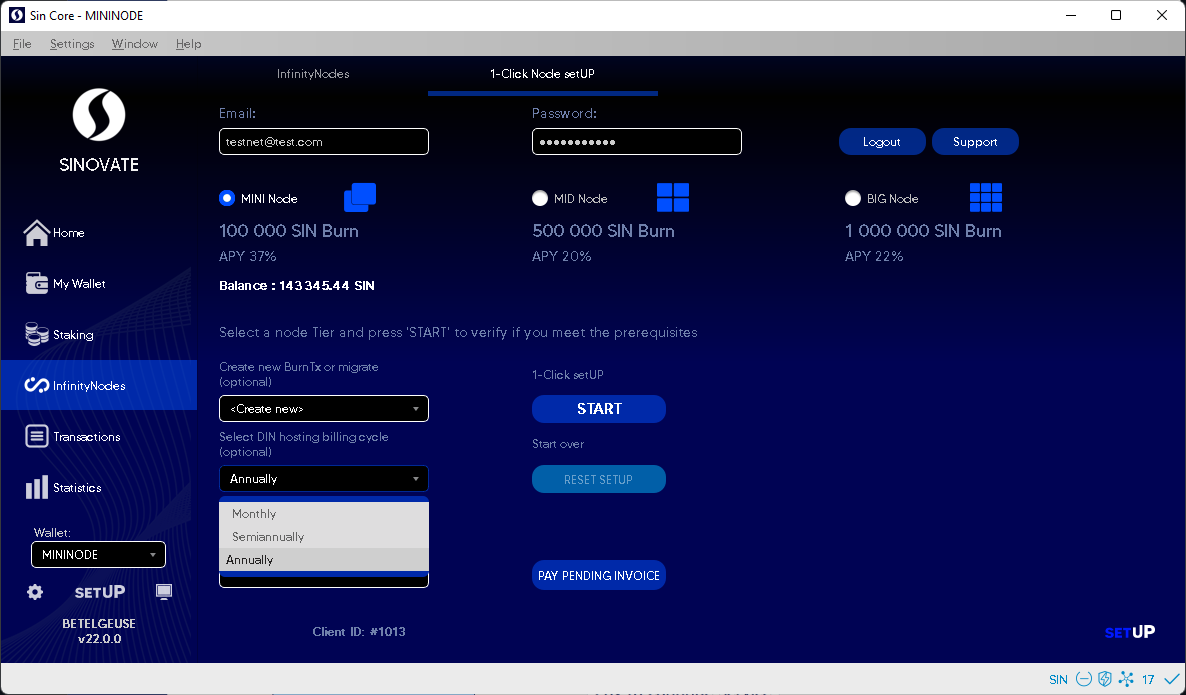 Sin Core - MININODE
File Settings Window Help
InfinityNodes 1-Click Node setUP
SINOVATE
Home
My Wallet
Staking
InfinityNodes
Transactions
Statistics
Wallet:
MININODE
SETUP
BETELGEUSE
v22.0.0
Email: Password:
testnet@test.com
Logout Support
MINI Node MID Node BIG Node
100 000 SIN Burn 500 000 SIN Burn 1 000 000 SIN Burn
APY 37% APY 20% APY 22%
Balance : 143 345.44 SIN
Select a node Tier and press 'START' to verify if you meet the prerequisites
Create new BurnTx or migrate
(optional)
<Create new>
Select DIN hosting billing cycle
(optional)
Annually
Monthly
Semiannually
Annually
1-Click setUP
START
Start over
RESET SETUP
PAY PENDING INVOICE
Client ID: #1013
SETUP
SIN 17